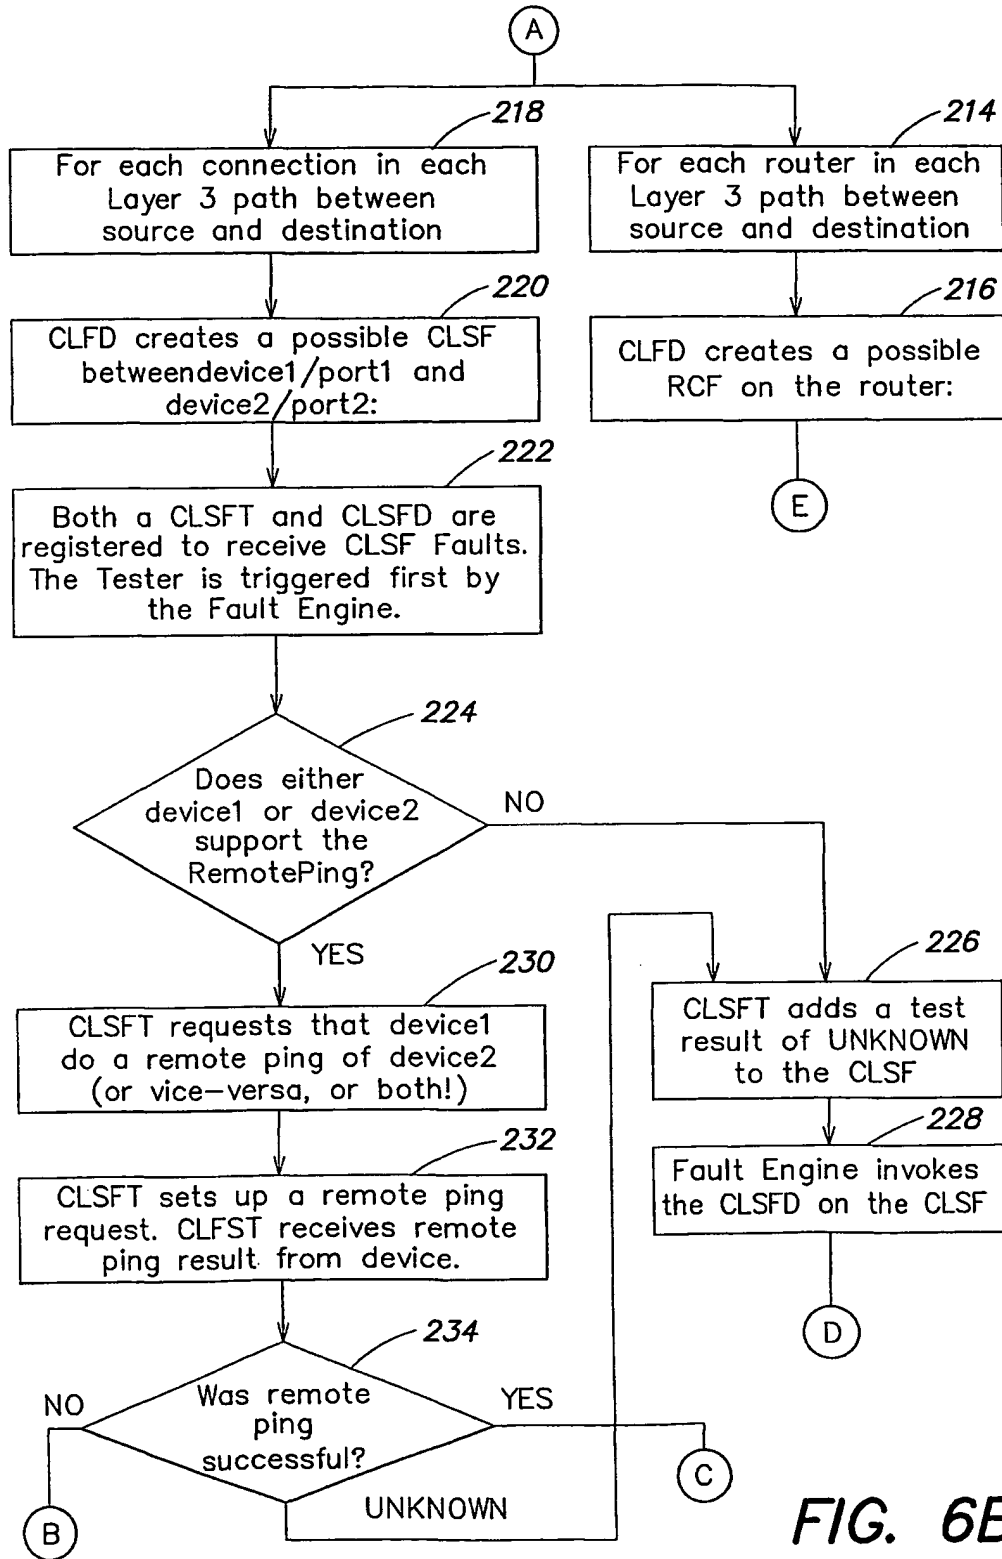 A
218
For each connection in each
Layer 3 path between
source and destination
214
For each router in each
Layer 3 path between
source and destination
220
CLFD creates a possible CLSF
betweendevice1/port1 and
device2/port2:
216
CLFD creates a possible
RCF on the router:
E
222
Both a CLSFT and CLSFD are
registered to receive CLSF Faults.
The Tester is triggered first by
the Fault Engine.
224
Does either
device1 or device2
support the
RemotePing?
NO
YES
226
CLSFT adds a test
result of UNKNOWN
to the CLSF
228
Fault Engine invokes
the CLSFD on the CLSF
D
230
CLSFT requests that device1
do a remote ping of device2
(or vice-versa, or both!)
232
CLSFT sets up a remote ping
request. CLFST receives remote
ping result from device.
234
Was remote
ping
successful?
NO
YES
UNKNOWN
B
C
FIG. 6B